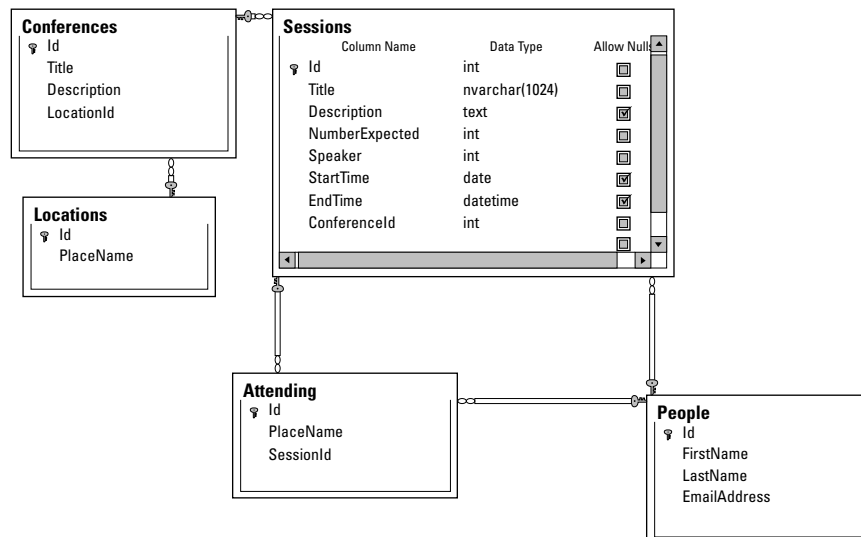 Conferences
Id
Title
Description
LocationId
Sessions
Column Name Data Type Allow Nulls
Id int
Title nvarchar(1024)
Description text
NumberExpected int
Speaker int
StartTime date
EndTime datetime
ConferenceId int
Locations
Id
PlaceName
Attending
Id
PlaceName
SessionId
People
Id
FirstName
LastName
EmailAddress